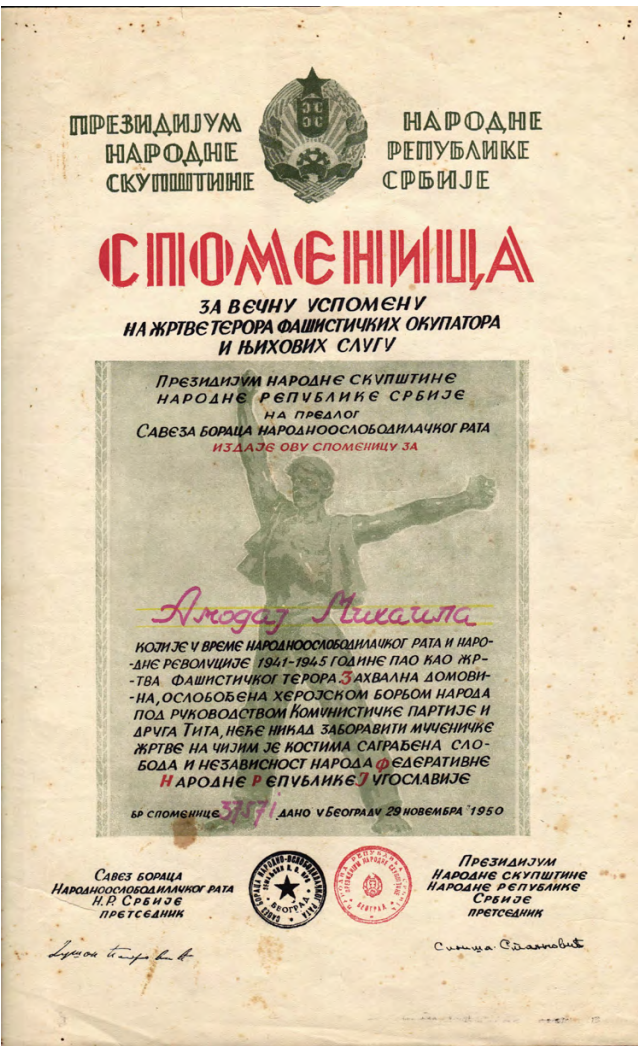 ПРЕЗИДИЈУМ НАРОДНЕ
НАРОДНЕ РЕПУБЛИКЕ
СКУПШТИНЕ СРБИЈЕ
СПОМЕНИЦА
ЗА ВЕЧНУ УСПОМЕНУ
НА ЖРТВЕ ТЕРОРА ФАШИСТИЧКИХ ОКУПАТОРА
И ЊИХОВИХ СЛУГУ
ПРЕЗИДИЈУМ НАРОДНЕ СКУПШТИНЕ
НАРОДНЕ РЕПУБЛИКЕ СРБИЈЕ
НА ПРЕДЛОГ
САВЕЗА БОРАЦА НАРОДНООСЛОБОДИЛАЧКОГ РАТА
ИЗДАЈЕ ОВУ СПОМЕНИЦУ ЗА
Амодај Михаила
КОЈИ ЈЕ У ВРЕМЕ НАРОДНООСЛОБОДИЛАЧКОГ РАТА И НАРО-
-ДНЕ РЕВОЛУЦИЈЕ 1941-1945 ГОДИНЕ ПАО КАО ЖР-
-ТВА ФАШИСТИЧКОГ ТЕРОРА ЗАХВАЛНА ДОМОВИ-
-НА, ОСЛОБОЂЕНА ХЕРОЈСКОМ БОРБОМ НАРОДА
ПОД РУКОВОДСТВОМ КОМУНИСТИЧКЕ ПАРТИЈЕ И
ДРУГА ТИТА, НЕЋЕ НИКАД ЗАБОРАВИТИ МУЧЕНИЧКЕ
ЖРТВЕ НА ЧИЈИМ ЈЕ КОСТИМА САГРАЂЕНА СЛО-
БОДА И НЕЗАВИСНОСТ НАРОДА ФЕДЕРАТИВНЕ
НАРОДНЕ РЕПУБЛИКЕ ЈУГОСЛАВИЈЕ
БР СПОМЕНИЦЕ 37571 ДАНО У БЕОГРАДУ 29 НОВЕМБРА 1950
САВЕЗ БОРАЦА
НАРОДНООСЛОБОДИЛАЧКОГ РАТА
Н.Р. СРБИЈЕ
ПРЕТСЕДНИК
БЕОГРАД
БЕОГРАД
ПРЕЗИДИЈУМ
НАРОДНЕ СКУПШТИНЕ
НАРОДНЕ РЕПУБЛИКЕ
СРБИЈЕ
ПРЕТСЕДНИК
Синиша Станковић